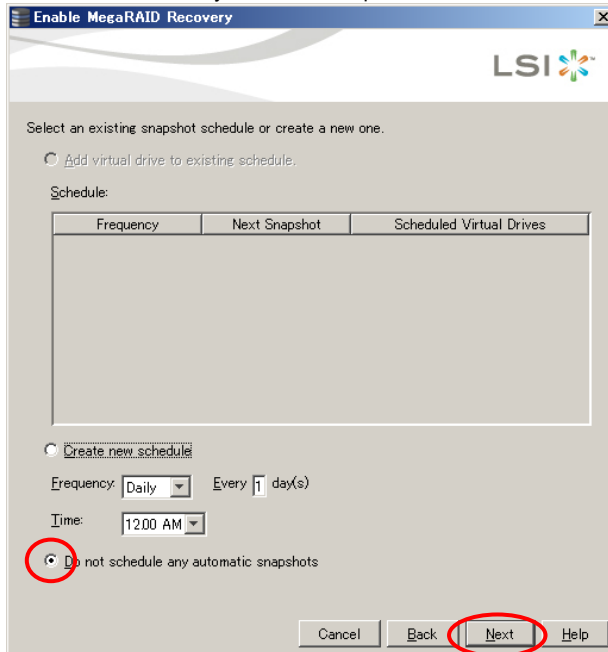 Enable MegaRAID Recovery
LSI
Select an existing snapshot schedule or create a new one.
Add virtual drive to existing schedule.
Schedule:
Frequency Next Snapshot Scheduled Virtual Drives
Create new schedule
Frequency: Daily Every 1 day(s)
Time: 12:00 AM
Do not schedule any automatic snapshots
Cancel Back Next Help